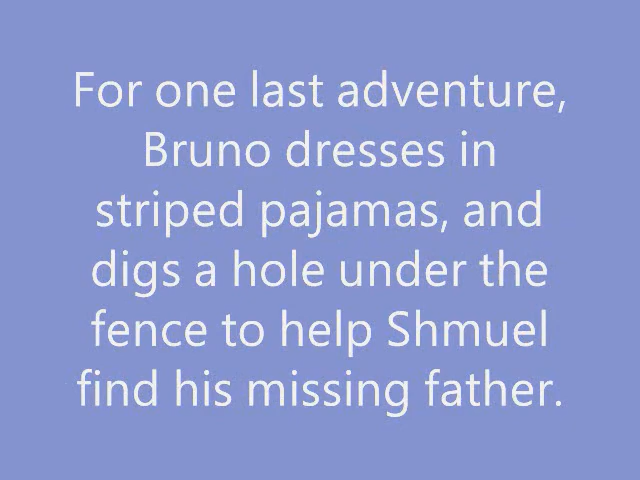 For one last adventure,
Bruno dresses in
striped pajamas, and
digs a hole under the
fence to help Shmuel
find his missing father.